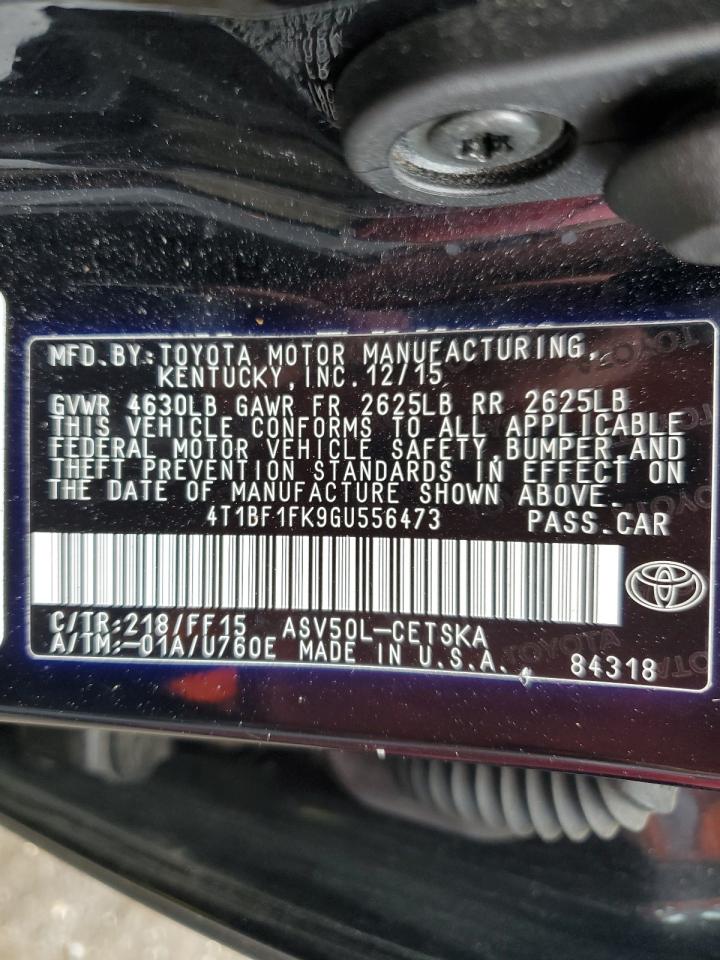 MFD. BY: TOYOTA MOTOR MANUFACTURING,
KENTUCKY, INC. 12/15
GVWR 4630LB GAWR FR 2625LB RR 2625LB
THIS VEHICLE CONFORMS TO ALL APPLICABLE
FEDERAL MOTOR VEHICLE SAFETY, BUMPER, AND
THEFT PREVENTION STANDARDS IN EFFECT ON
THE DATE OF MANUFACTURE SHOWN ABOVE.
4T1BF1FK9GU556473 PASS. CAR
C/TR: 218/FF15 ASV50L-CETSKA
A/TM: -01A/U760E MADE IN U.S.A. 84318